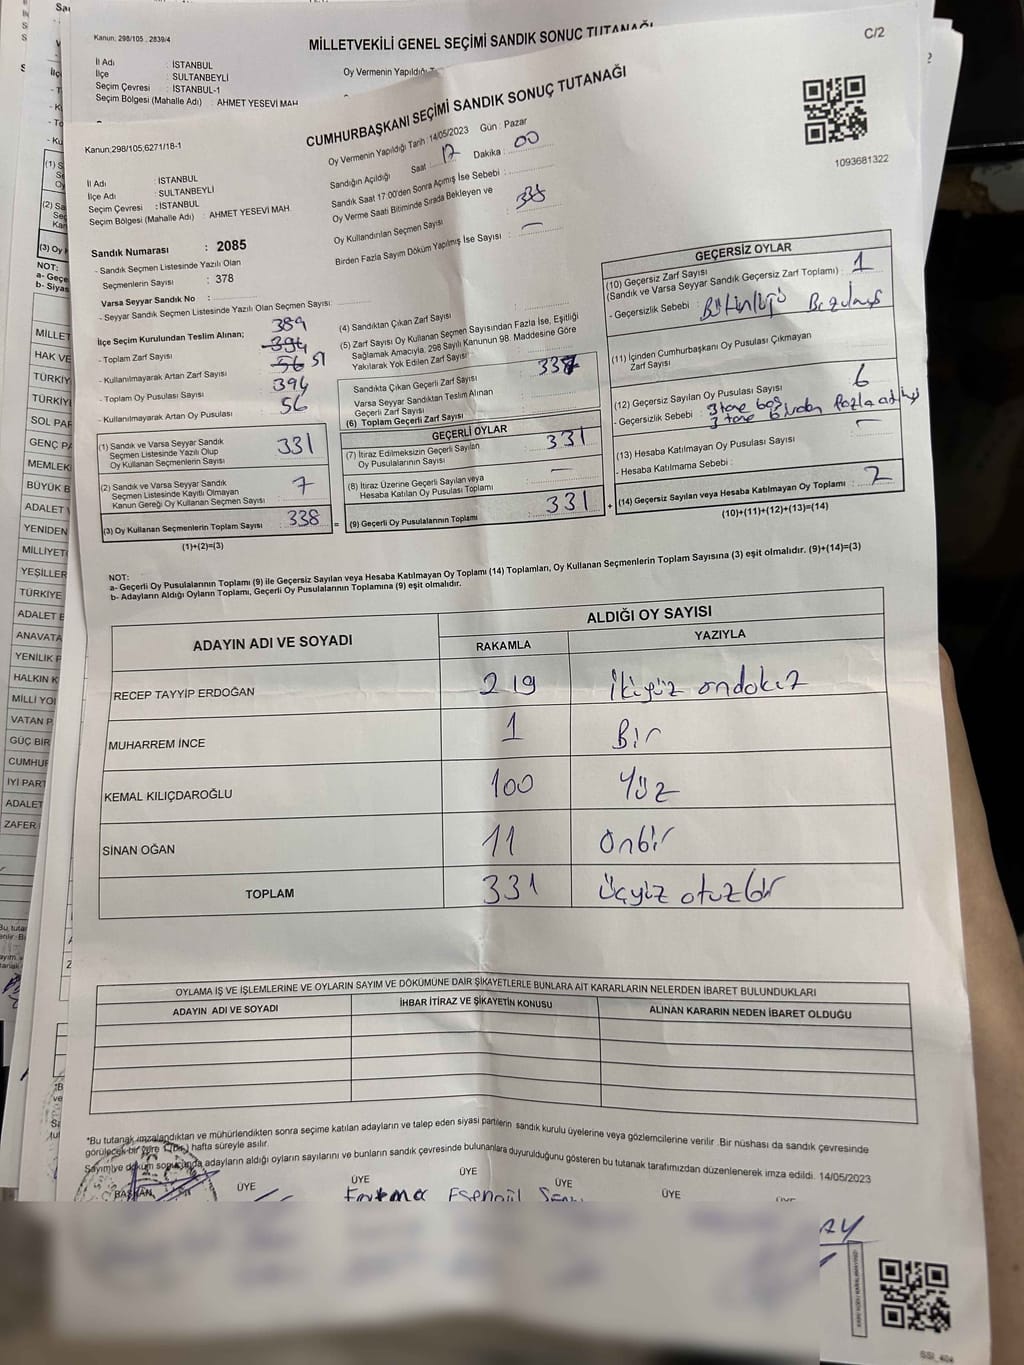 Kanun: 298/105, 2839/4
MİLLETVEKİLİ GENEL SEÇİMİ SANDIK SONUÇ TUTANAĞI
C/2
İl Adı : İSTANBUL
İlçe : SULTANBEYLİ
Seçim Çevresi : İSTANBUL-1
Seçim Bölgesi (Mahalle Adı) : AHMET YESEVİ MAH
Oy Vermenin Yapıldığı
Kanun:298/105,6271/18-1
CUMHURBAŞKANI SEÇİMİ SANDIK SONUÇ TUTANAĞI
1093681322
İl Adı : İSTANBUL
İlçe Adı : SULTANBEYLİ
Seçim Çevresi : İSTANBUL
Seçim Bölgesi (Mahalle Adı) : AHMET YESEVİ MAH.
Oy Vermenin Yapıldığı Tarih 14/05/2023 Gün : Pazar
Sandığın Açıldığı Saat : 17 Dakika : 00
Sandık Saat 17:00'den Sonra Açımış İse Sebebi :
Oy Verme Saati Bitiminde Sırada Bekleyen ve
Oy Kullandırılan Seçmen Sayısı : 338
Birden Fazla Sayım Döküm Yapılmış İse Sayısı : —
Sandık Numarası : 2085
- Sandık Seçmen Listesinde Yazılı Olan
Seçmenlerin Sayısı : 378
Varsa Seyyar Sandık No :
- Seyyar Sandık Seçmen Listesinde Yazılı Olan Seçmen Sayısı:
İlçe Seçim Kurulundan Teslim Alınan; 389
- Toplam Zarf Sayısı : 394
- Kullanılmayarak Artan Zarf Sayısı : 56 51
- Toplam Oy Pusulası Sayısı : 394
- Kullanılmayarak Artan Oy Pusulası : 56
(1) Sandık ve Varsa Seyyar Sandık
Seçmen Listesinde Yazılı Olup
Oy Kullanan Seçmenlerin Sayısı : 331
(2) Sandık ve Varsa Seyyar Sandık
Seçmen Listesinde Kayıtlı Olmayan
Kanun Gereği Oy Kullanan Seçmen Sayısı : 7
(3) Oy Kullanan Seçmenlerin Toplam Sayısı : 338
(1)+(2)=(3)
(4) Sandıktan Çıkan Zarf Sayısı :
(5) Zarf Sayısı Oy Kullanan Seçmen Sayısından Fazla İse, Eşitliği
Sağlamak Amacıyla, 298 Sayılı Kanunun 98. Maddesine Göre
Yakılarak Yok Edilen Zarf Sayısı :
Sandıkta Çıkan Geçerli Zarf Sayısı : 337
Varsa Seyyar Sandıktan Teslim Alınan
Geçerli Zarf Sayısı :
(6) Toplam Geçerli Zarf Sayısı :
GEÇERLİ OYLAR
(7) İtiraz Edilmeksizin Geçerli Sayılan
Oy Pusulalarının Sayısı : 331
(8) İtiraz Üzerine Geçerli Sayılan veya
Hesaba Katılan Oy Pusulası Toplamı : —
(9) Geçerli Oy Pusulalarının Toplamı : 331
GEÇERSİZ OYLAR
(10) Geçersiz Zarf Sayısı
(Sandık ve Varsa Seyyar Sandık Geçersiz Zarf Toplamı) : 1
- Geçersizlik Sebebi : Bütünlüğü Bozulmuş
(11) İçinden Cumhurbaşkanı Oy Pusulası Çıkmayan
Zarf Sayısı :
(12) Geçersiz Sayılan Oy Pusulası Sayısı : 6
- Geçersizlik Sebebi : 3 tane boş
3 tane birden fazla
(13) Hesaba Katılmayan Oy Pusulası Sayısı : —
- Hesaba Katılmama Sebebi :
(14) Geçersiz Sayılan veya Hesaba Katılmayan Oy Toplamı : 7
(10)+(11)+(12)+(13)=(14)
NOT:
a- Geçerli Oy Pusulalarının Toplamı (9) ile Geçersiz Sayılan veya Hesaba Katılmayan Oy Toplamı (14) Toplamları, Oy Kullanan Seçmenlerin Toplam Sayısına (3) eşit olmalıdır. (9)+(14)=(3)
b- Adayların Aldığı Oyların Toplamı, Geçerli Oy Pusulalarının Toplamına (9) eşit olmalıdır.
ADAYIN ADI VE SOYADI
ALDIĞI OY SAYISI
RAKAMLA YAZIYLA
RECEP TAYYİP ERDOĞAN 219 ikiyüz ondokuz
MUHARREM İNCE 1 Bir
KEMAL KILIÇDAROĞLU 100 Yüz
SİNAN OĞAN 11 Onbir
TOPLAM 331 üçyüz otuzbir
OYLAMA İŞ VE İŞLEMLERİNE VE OYLARIN SAYIM VE DÖKÜMÜNE DAİR ŞİKAYETLERLE BUNLARA AİT KARARLARIN NELERDEN İBARET BULUNDUKLARI
ADAYIN ADI VE SOYADI
İHBAR İTİRAZ VE ŞİKAYETİN KONUSU
ALINAN KARARIN NEDEN İBARET OLDUĞU
*Bu tutanak imzalandıktan ve mühürlendikten sonra seçime katılan adayların ve talep eden siyasi partilerin sandık kurulu üyelerine veya gözlemcilerine verilir .Bir nüshası da sandık çevresinde
görülecek bir yere 1 (bir) hafta süreyle asılır.
Sayım ve döküm sonucunda adayların aldığı oyların sayılarını ve bunların sandık çevresinde bulunanlara duyurulduğunu gösteren bu tutanak tarafımızdan düzenlenerek imza edildi. 14/05/2023
BAŞKAN ÜYE ÜYE ÜYE ÜYE ÜYE
Fatma Esengül
NOT:
MİLLET
HAK VE
TÜRKİY
TÜRKİY
SOL PAR
GENÇ PA
MEMLEK
BÜYÜK B
ADALET
YENİDEN
MİLLİYET
YEŞİLLER
TÜRKİYE
ADALET
ANAVATA
YENİLİK P
HALKIN K
MİLLİ YOL
VATAN P
GÜÇ BİR
CUMHUR
İYİ PART
ADALET
ZAFER